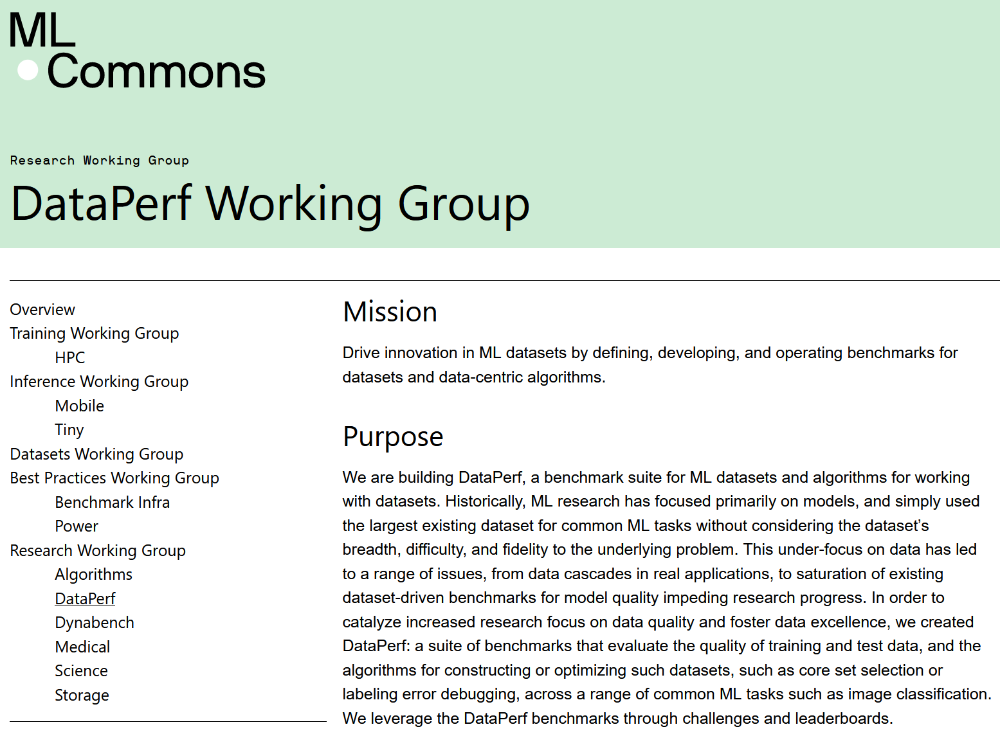 ML
Commons
Research Working Group
DataPerf Working Group
Overview
Training Working Group
HPC
Inference Working Group
Mobile
Tiny
Datasets Working Group
Best Practices Working Group
Benchmark Infra
Power
Research Working Group
Algorithms
DataPerf
Dynabench
Medical
Science
Storage
Mission
Drive innovation in ML datasets by defining, developing, and operating benchmarks for
datasets and data-centric algorithms.
Purpose
We are building DataPerf, a benchmark suite for ML datasets and algorithms for working
with datasets. Historically, ML research has focused primarily on models, and simply used
the largest existing dataset for common ML tasks without considering the dataset’s
breadth, difficulty, and fidelity to the underlying problem. This under-focus on data has led
to a range of issues, from data cascades in real applications, to saturation of existing
dataset-driven benchmarks for model quality impeding research progress. In order to
catalyze increased research focus on data quality and foster data excellence, we created
DataPerf: a suite of benchmarks that evaluate the quality of training and test data, and the
algorithms for constructing or optimizing such datasets, such as core set selection or
labeling error debugging, across a range of common ML tasks such as image classification.
We leverage the DataPerf benchmarks through challenges and leaderboards.